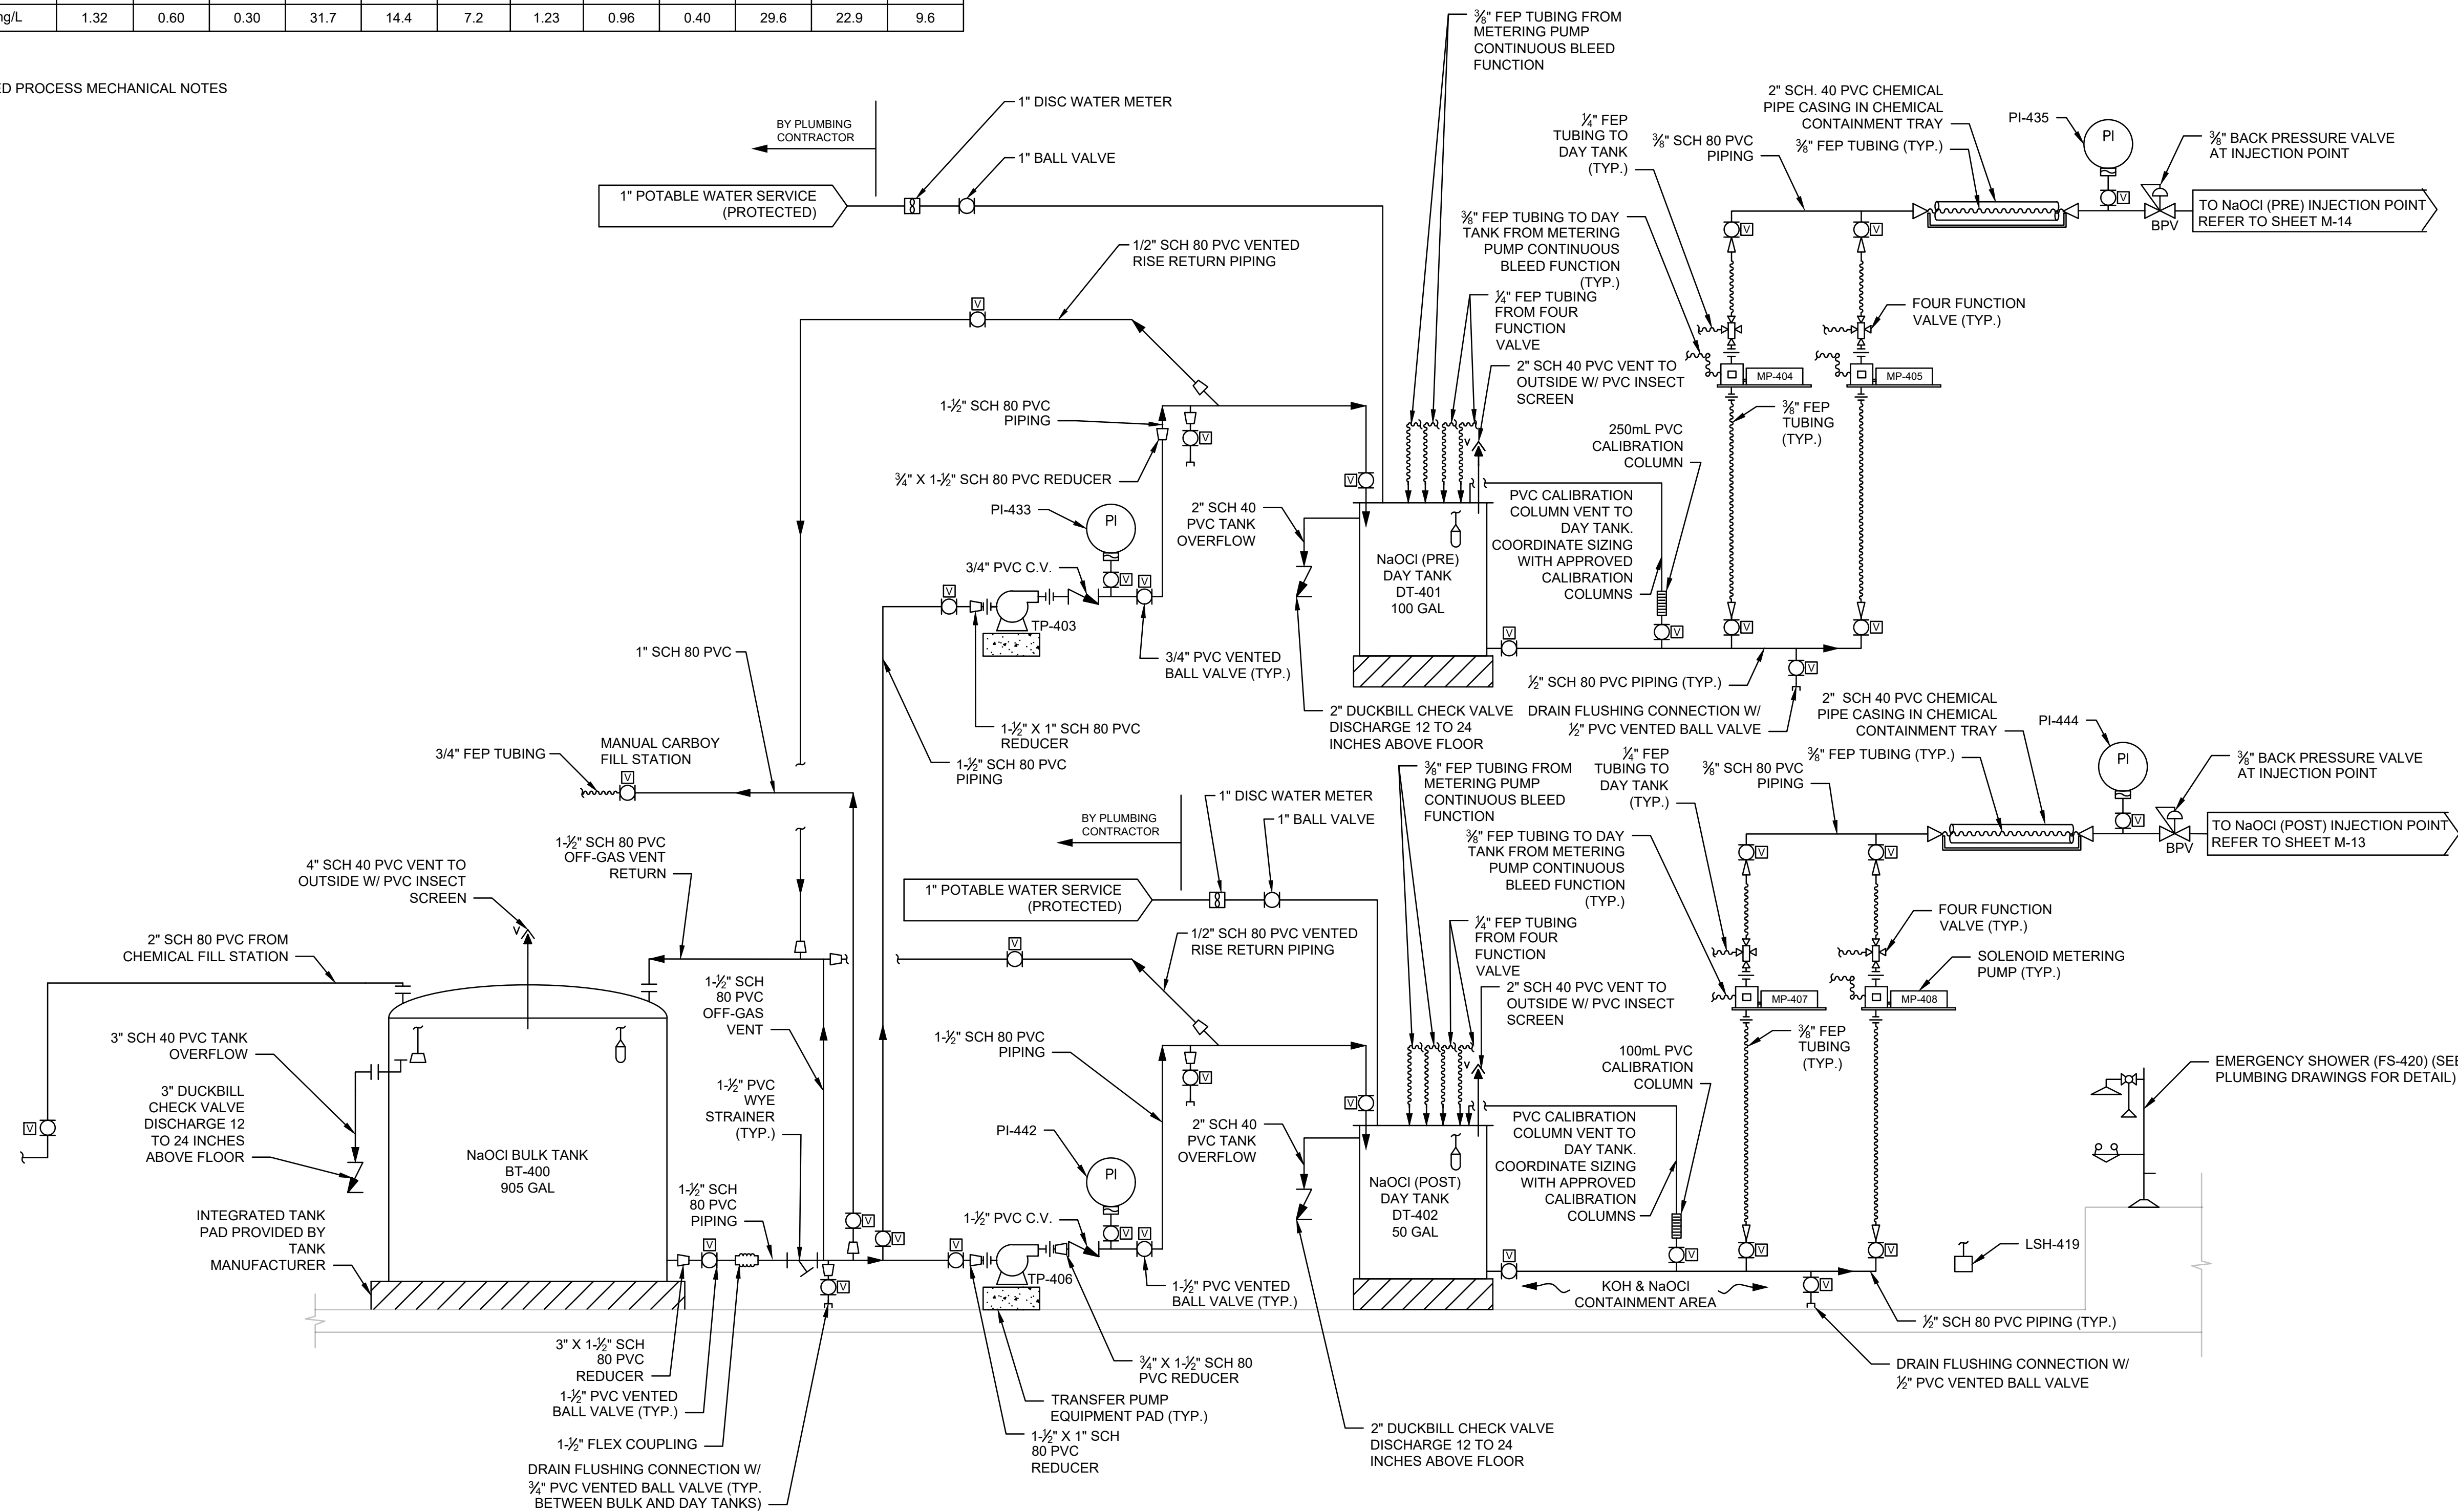 ng/L 1.32 0.60 0.30 31.7 14.4 7.2 1.23 0.96 0.40 29.6 22.9 9.6
ED PROCESS MECHANICAL NOTES
BY PLUMBING
CONTRACTOR
1" DISC WATER METER
1" BALL VALVE
1" POTABLE WATER SERVICE
(PROTECTED)
⅜" FEP TUBING FROM
METERING PUMP
CONTINUOUS BLEED
FUNCTION
¼" FEP
TUBING TO
DAY TANK
(TYP.)
⅜" SCH 80 PVC
PIPING
2" SCH. 40 PVC CHEMICAL
PIPE CASING IN CHEMICAL
CONTAINMENT TRAY
⅜" FEP TUBING (TYP.)
PI-435
PI
V
⅜" BACK PRESSURE VALVE
AT INJECTION POINT
BPV
TO NaOCl (PRE) INJECTION POINT
REFER TO SHEET M-14
⅜" FEP TUBING TO DAY
TANK FROM METERING
PUMP CONTINUOUS
BLEED FUNCTION
(TYP.)
V
V
FOUR FUNCTION
VALVE (TYP.)
MP-404
MP-405
1/2" SCH 80 PVC VENTED
RISE RETURN PIPING
V
¼" FEP TUBING
FROM FOUR
FUNCTION
VALVE
2" SCH 40 PVC VENT TO
OUTSIDE W/ PVC INSECT
SCREEN
V
1-½" SCH 80 PVC
PIPING
V
¾" X 1-½" SCH 80 PVC REDUCER
V
⅜" FEP
TUBING
(TYP.)
250mL PVC
CALIBRATION
COLUMN
PI-433
PI
V
V
3/4" PVC C.V.
V
TP-403
2" SCH 40
PVC TANK
OVERFLOW
NaOCl (PRE)
DAY TANK
DT-401
100 GAL
PVC CALIBRATION
COLUMN VENT TO
DAY TANK.
COORDINATE SIZING
WITH APPROVED
CALIBRATION
COLUMNS
V
V
V
V
V
3/4" PVC VENTED
BALL VALVE (TYP.)
1-½" X 1" SCH 80 PVC
REDUCER
1-½" SCH 80 PVC
PIPING
2" DUCKBILL CHECK VALVE
DISCHARGE 12 TO 24
INCHES ABOVE FLOOR
½" SCH 80 PVC PIPING (TYP.)
DRAIN FLUSHING CONNECTION W/
½" PVC VENTED BALL VALVE
1" SCH 80 PVC
3/4" FEP TUBING
MANUAL CARBOY
FILL STATION
V
1-½" SCH 80 PVC
OFF-GAS VENT
RETURN
4" SCH 40 PVC VENT TO
OUTSIDE W/ PVC INSECT
SCREEN
V
2" SCH 80 PVC FROM
CHEMICAL FILL STATION
V
3" SCH 40 PVC TANK
OVERFLOW
3" DUCKBILL
CHECK VALVE
DISCHARGE 12
TO 24 INCHES
ABOVE FLOOR
INTEGRATED TANK
PAD PROVIDED BY
TANK
MANUFACTURER
NaOCl BULK TANK
BT-400
905 GAL
1-½" SCH
80 PVC
OFF-GAS
VENT
1-½" PVC
WYE
STRAINER
(TYP.)
1-½" SCH
80 PVC
PIPING
V
V
V
V
3" X 1-½" SCH
80 PVC
REDUCER
1-½" PVC VENTED
BALL VALVE (TYP.)
1-½" FLEX COUPLING
DRAIN FLUSHING CONNECTION W/
¾" PVC VENTED BALL VALVE (TYP.
BETWEEN BULK AND DAY TANKS)
BY PLUMBING
CONTRACTOR
1" DISC WATER METER
1" BALL VALVE
1" POTABLE WATER SERVICE
(PROTECTED)
1/2" SCH 80 PVC VENTED
RISE RETURN PIPING
V
1-½" SCH 80 PVC
PIPING
V
V
PI-442
PI
V
V
1-½" PVC C.V.
V
TP-406
1-½" PVC VENTED
BALL VALVE (TYP.)
¾" X 1-½" SCH 80
PVC REDUCER
TRANSFER PUMP
EQUIPMENT PAD (TYP.)
1-½" X 1" SCH
80 PVC
REDUCER
⅜" FEP TUBING FROM
METERING PUMP
CONTINUOUS BLEED
FUNCTION
⅜" FEP TUBING TO DAY
TANK FROM METERING
PUMP CONTINUOUS
BLEED FUNCTION
(TYP.)
¼" FEP TUBING
FROM FOUR
FUNCTION
VALVE
2" SCH 40 PVC VENT TO
OUTSIDE W/ PVC INSECT
SCREEN
V
2" SCH 40
PVC TANK
OVERFLOW
NaOCl (POST)
DAY TANK
DT-402
50 GAL
100mL PVC
CALIBRATION
COLUMN
PVC CALIBRATION
COLUMN VENT TO
DAY TANK.
COORDINATE SIZING
WITH APPROVED
CALIBRATION
COLUMNS
V
V
V
V
V
2" DUCKBILL CHECK VALVE
DISCHARGE 12 TO 24
INCHES ABOVE FLOOR
KOH & NaOCl
CONTAINMENT AREA
¼" FEP
TUBING TO
DAY TANK
(TYP.)
⅜" SCH 80 PVC
PIPING
2" SCH 40 PVC CHEMICAL
PIPE CASING IN CHEMICAL
CONTAINMENT TRAY
⅜" FEP TUBING (TYP.)
PI-444
PI
V
⅜" BACK PRESSURE VALVE
AT INJECTION POINT
BPV
TO NaOCl (POST) INJECTION POINT
REFER TO SHEET M-13
V
V
FOUR FUNCTION
VALVE (TYP.)
SOLENOID METERING
PUMP (TYP.)
MP-407
MP-408
⅜" FEP
TUBING
(TYP.)
EMERGENCY SHOWER (FS-420) (SEE
PLUMBING DRAWINGS FOR DETAIL)
LSH-419
½" SCH 80 PVC PIPING (TYP.)
DRAIN FLUSHING CONNECTION W/
½" PVC VENTED BALL VALVE